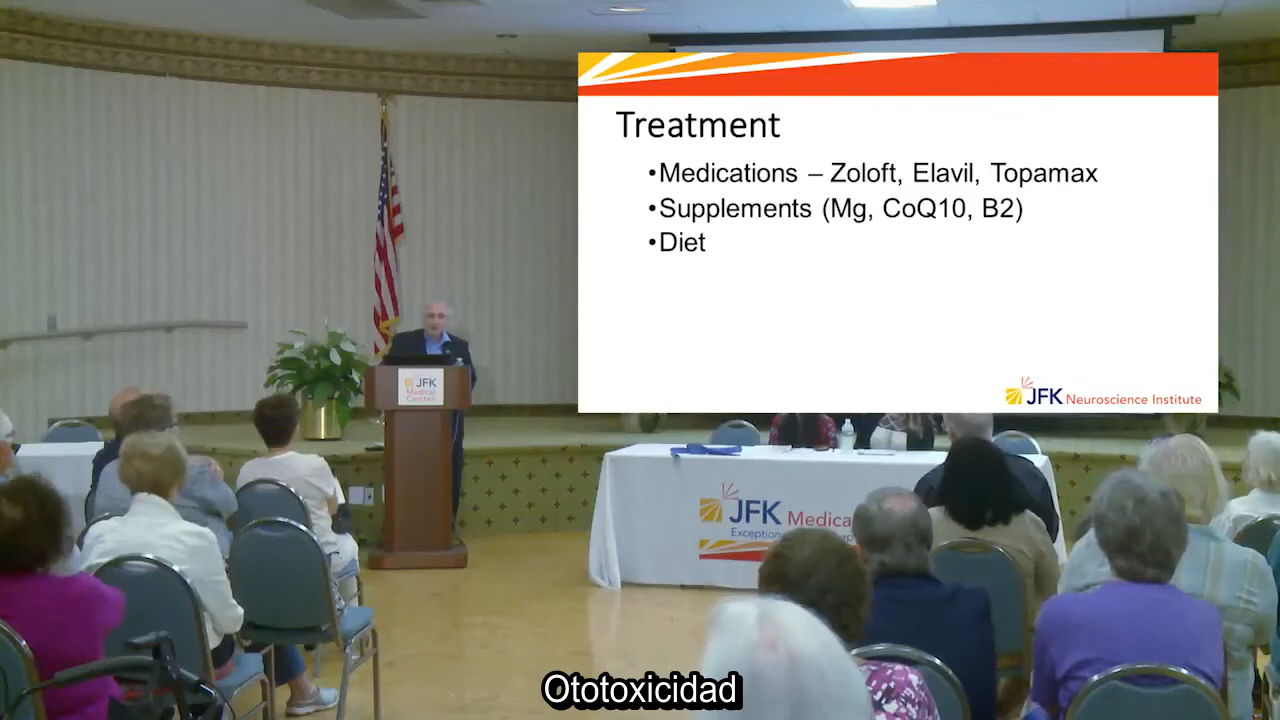 Treatment
•Medications – Zoloft, Elavil, Topamax
•Supplements (Mg, CoQ10, B2)
•Diet
JFK Neuroscience Institute
JFK
Medical
Center
JFK Medica
Ototoxicidad